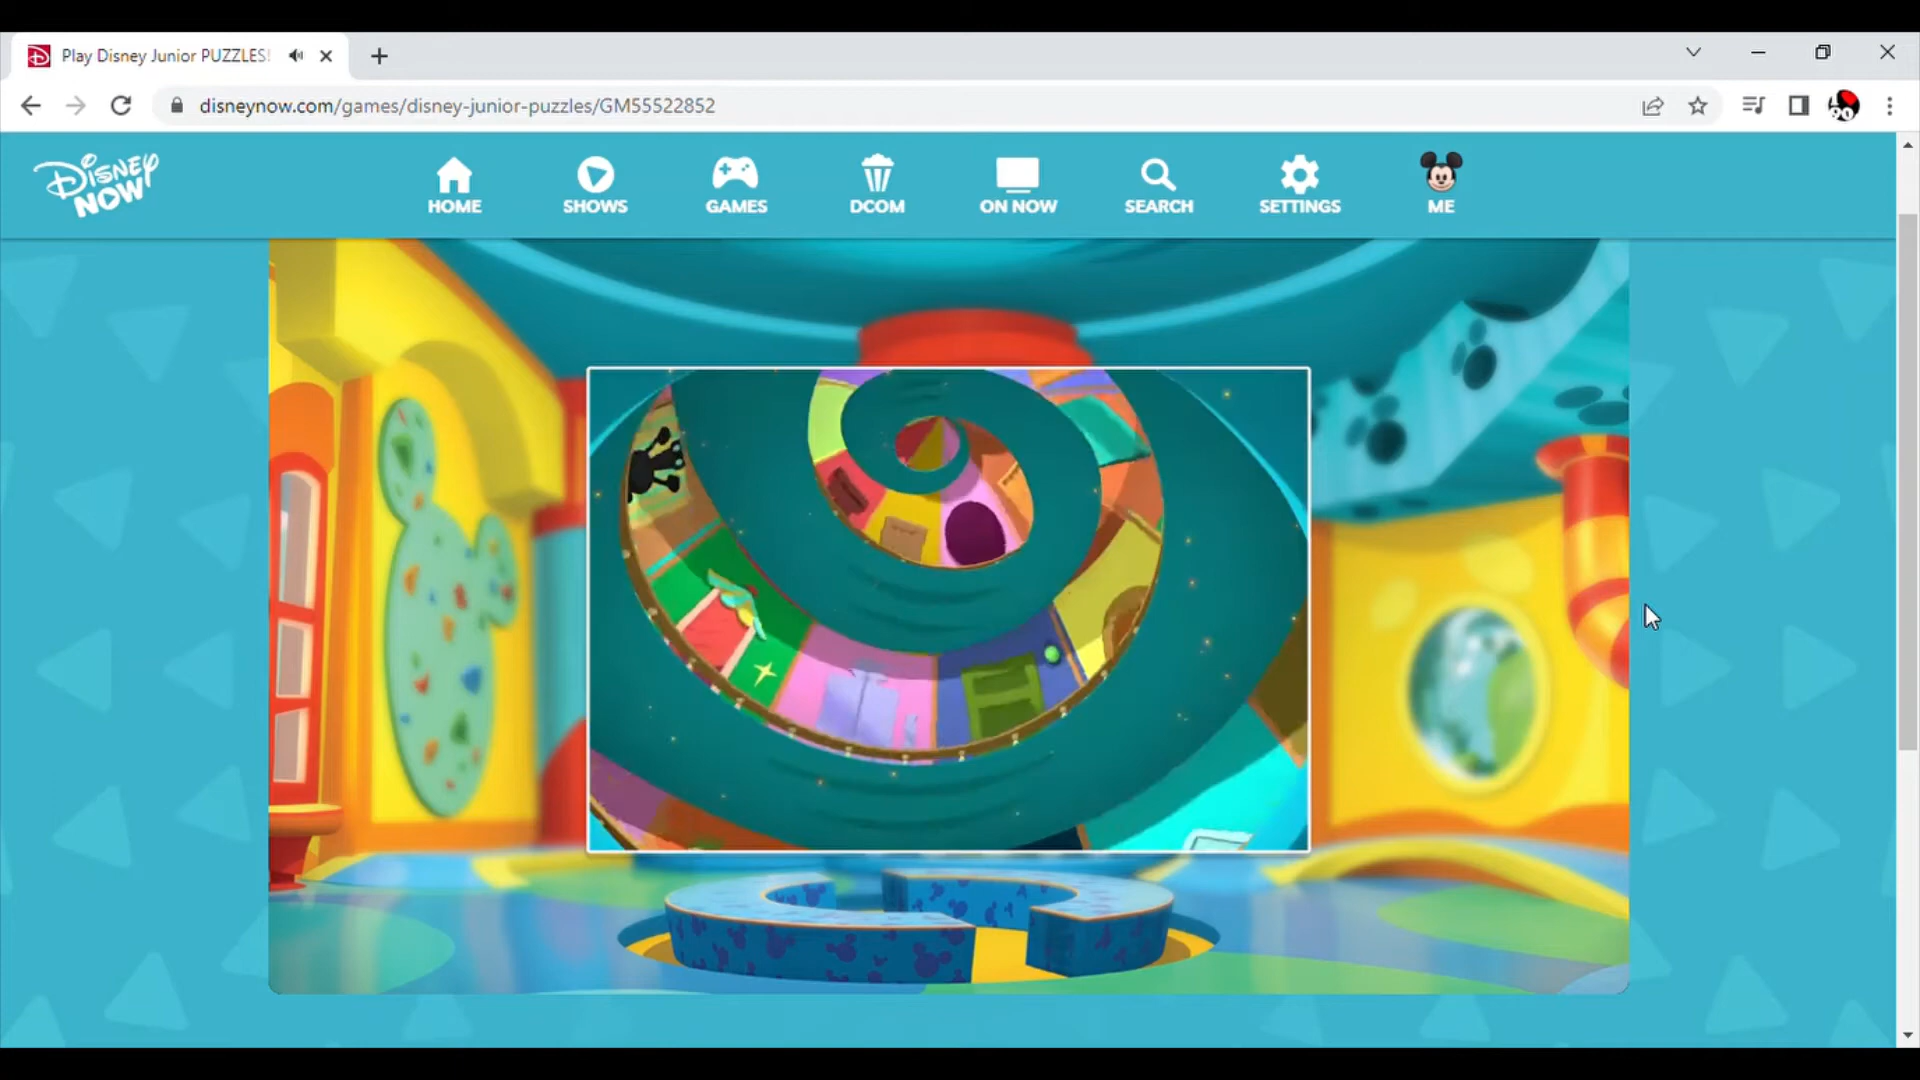 Play Disney Junior PUZZLES!
disneynow.com/games/disney-junior-puzzles/GM55522852
90
Disney NOW
HOME SHOWS GAMES DCOM ON NOW SEARCH SETTINGS ME